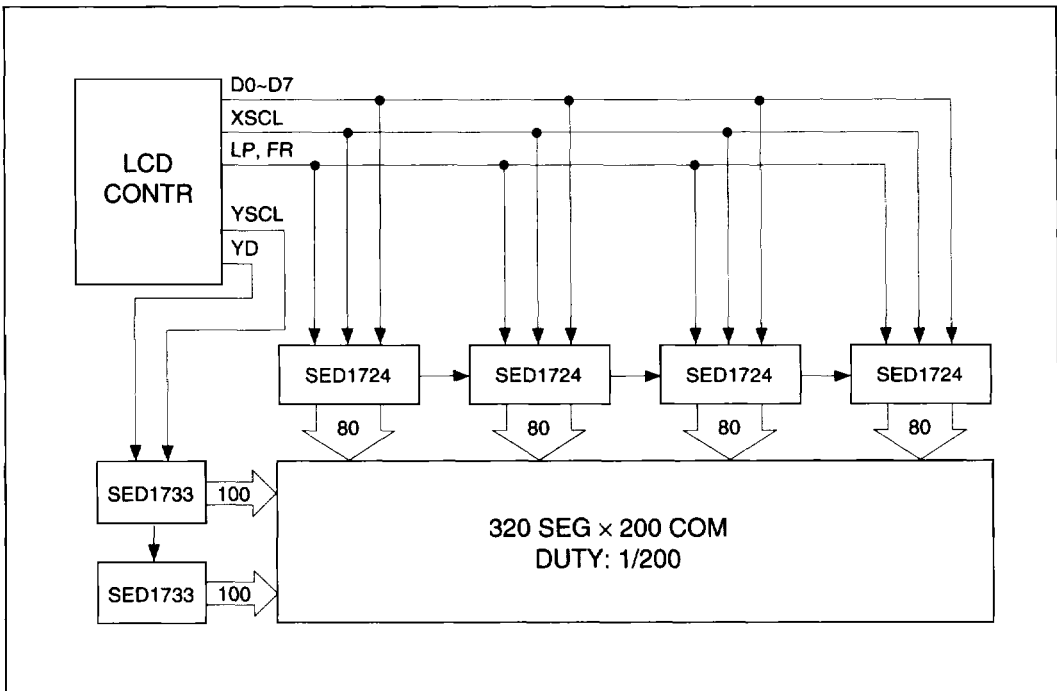 D0~D7
XSCL
LP, FR
LCD
CONTR
YSCL
YD
SED1724
SED1724
SED1724
SED1724
80
80
80
80
SED1733
100
320 SEG × 200 COM
DUTY: 1/200
SED1733
100